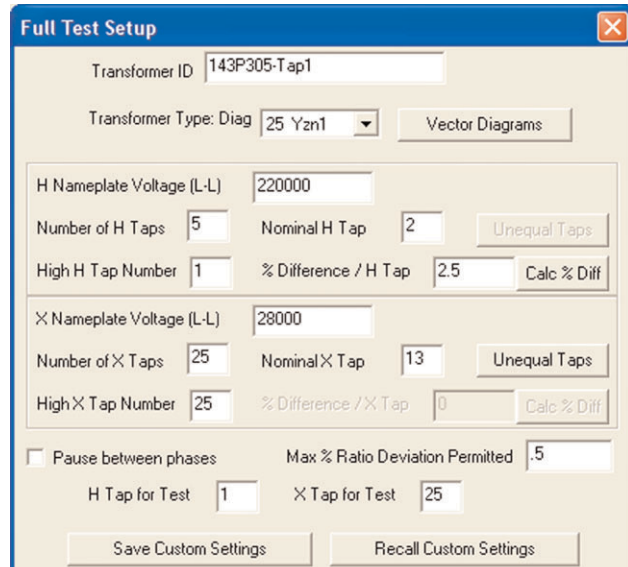 Full Test Setup
Transformer ID 143P305-Tap1
Transformer Type: Diag 25 Yzn1 Vector Diagrams
H Nameplate Voltage (L-L) 220000
Number of H Taps 5 Nominal H Tap 2 Unequal Taps
High H Tap Number 1 % Difference / H Tap 2.5 Calc % Diff
X Nameplate Voltage (L-L) 28000
Number of X Taps 25 Nominal X Tap 13 Unequal Taps
High X Tap Number 25 % Difference / X Tap 0 Calc % Diff
Pause between phases Max % Ratio Deviation Permitted .5
H Tap for Test 1 X Tap for Test 25
Save Custom Settings Recall Custom Settings